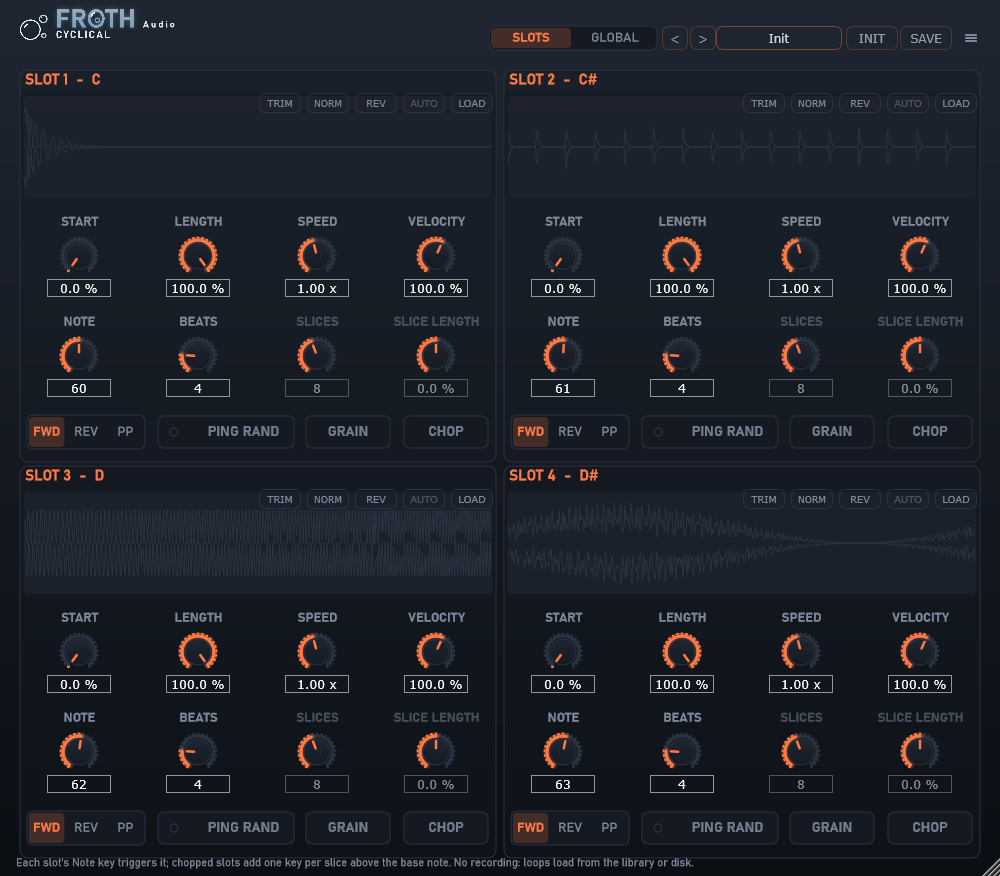 FROTH Audio
CYCLICAL
SLOTS GLOBAL < > Init INIT SAVE
SLOT 1 - C
TRIM NORM REV AUTO LOAD
START LENGTH SPEED VELOCITY
0.0 % 100.0 % 1.00 x 100.0 %
NOTE BEATS SLICES SLICE LENGTH
60 4 8 0.0 %
FWD REV PP PING RAND GRAIN CHOP
SLOT 2 - C#
TRIM NORM REV AUTO LOAD
START LENGTH SPEED VELOCITY
0.0 % 100.0 % 1.00 x 100.0 %
NOTE BEATS SLICES SLICE LENGTH
61 4 8 0.0 %
FWD REV PP PING RAND GRAIN CHOP
SLOT 3 - D
TRIM NORM REV AUTO LOAD
START LENGTH SPEED VELOCITY
0.0 % 100.0 % 1.00 x 100.0 %
NOTE BEATS SLICES SLICE LENGTH
62 4 8 0.0 %
FWD REV PP PING RAND GRAIN CHOP
SLOT 4 - D#
TRIM NORM REV AUTO LOAD
START LENGTH SPEED VELOCITY
0.0 % 100.0 % 1.00 x 100.0 %
NOTE BEATS SLICES SLICE LENGTH
63 4 8 0.0 %
FWD REV PP PING RAND GRAIN CHOP
Each slot's Note key triggers it; chopped slots add one key per slice above the base note. No recording: loops load from the library or disk.